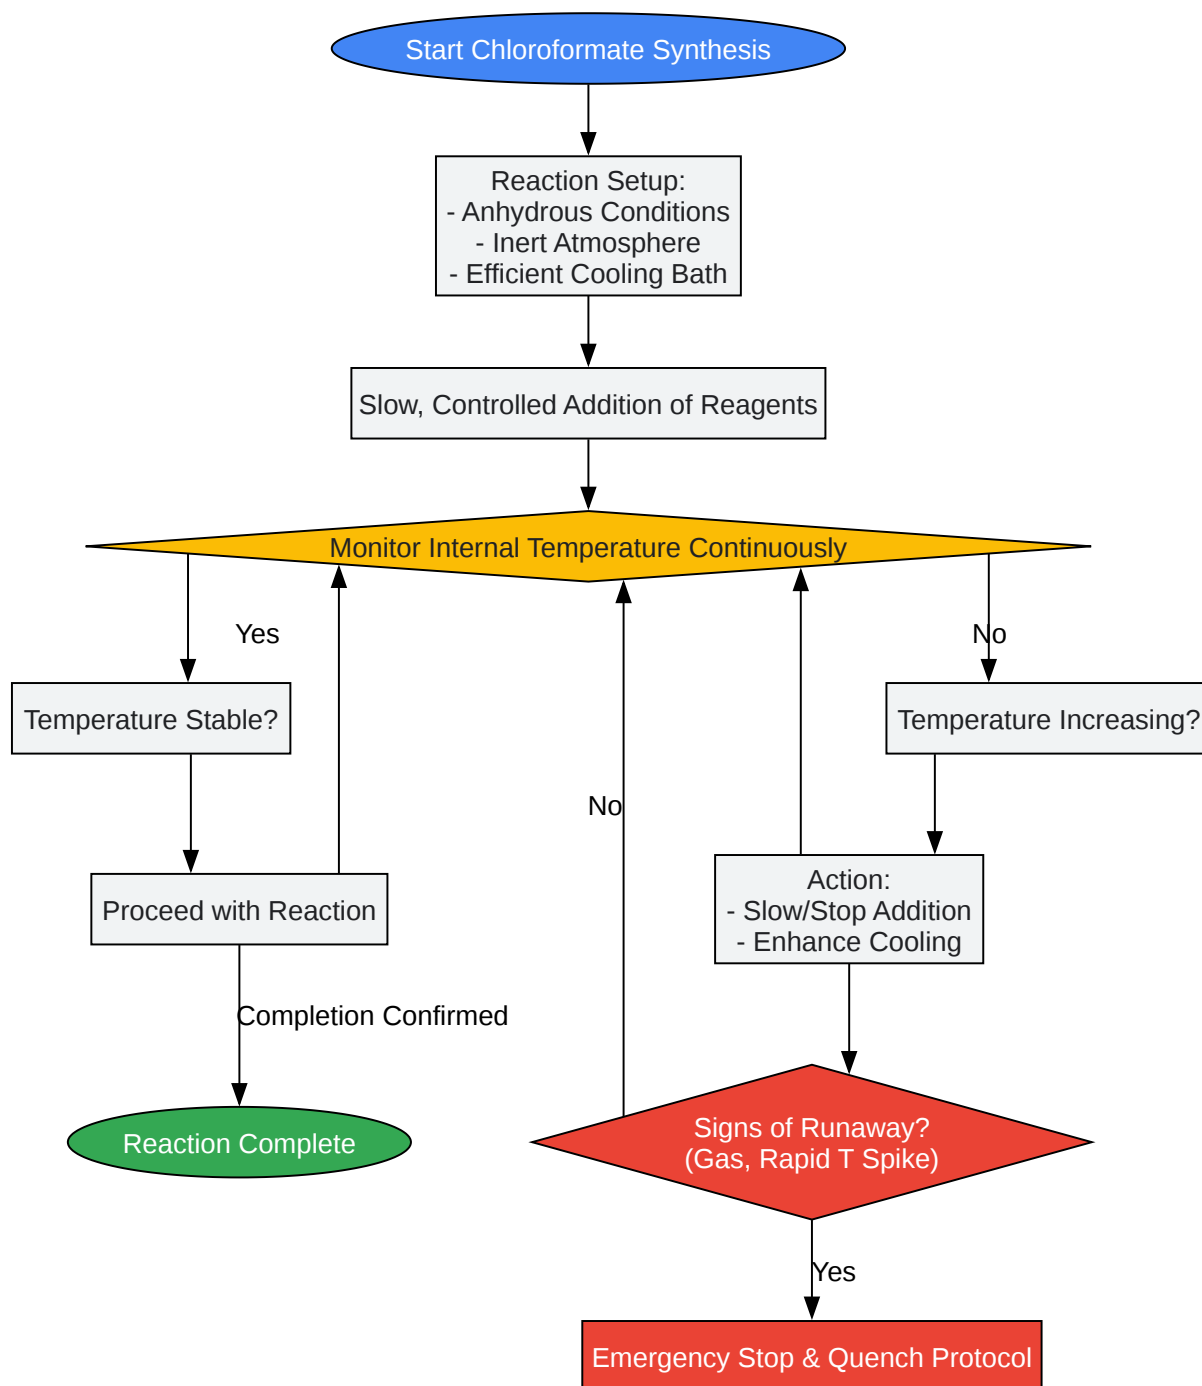 Start Chloroformate Synthesis
Reaction Setup:
- Anhydrous Conditions
- Inert Atmosphere
- Efficient Cooling Bath
Slow, Controlled Addition of Reagents
Monitor Internal Temperature Continuously
Yes
No
Temperature Stable?
Temperature Increasing?
No
Proceed with Reaction
Action:
- Slow/Stop Addition
- Enhance Cooling
Completion Confirmed
Reaction Complete
Signs of Runaway?
(Gas, Rapid T Spike)
Yes
Emergency Stop & Quench Protocol